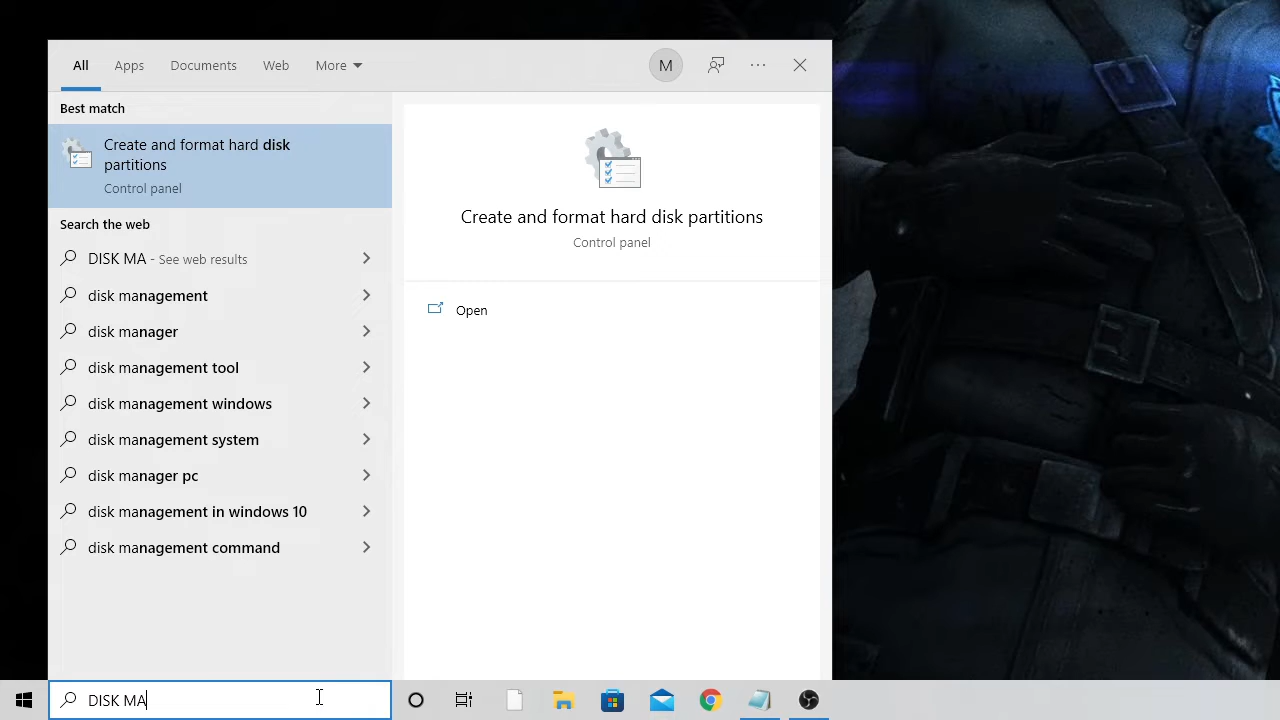 All Apps Documents Web More M
Best match
Create and format hard disk
partitions
Control panel
Create and format hard disk partitions
Control panel
Open
Search the web
DISK MA - See web results
disk management
disk manager
disk management tool
disk management windows
disk management system
disk manager pc
disk management in windows 10
disk management command
DISK MA